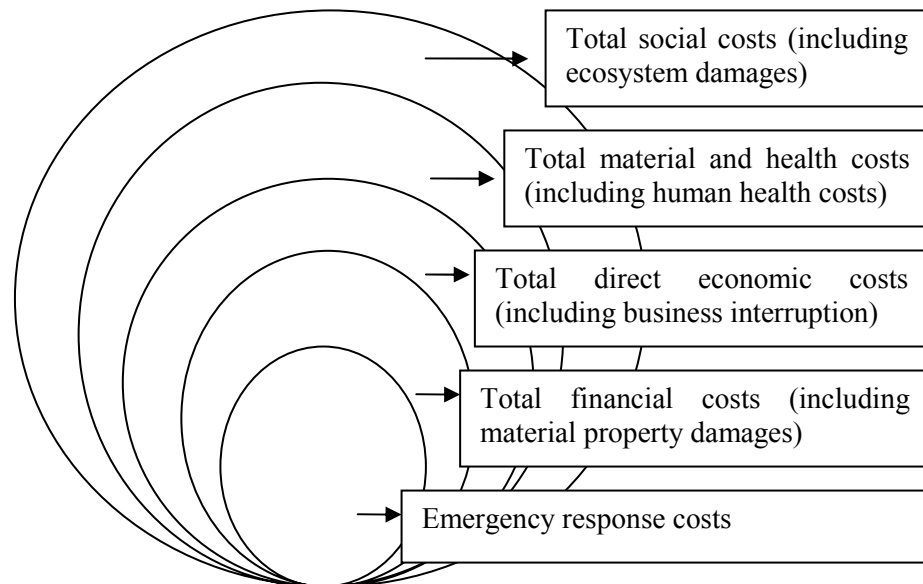 Total social costs (including
ecosystem damages)
Total material and health costs
(including human health costs)
Total direct economic costs
(including business interruption)
Total financial costs (including
material property damages)
Emergency response costs